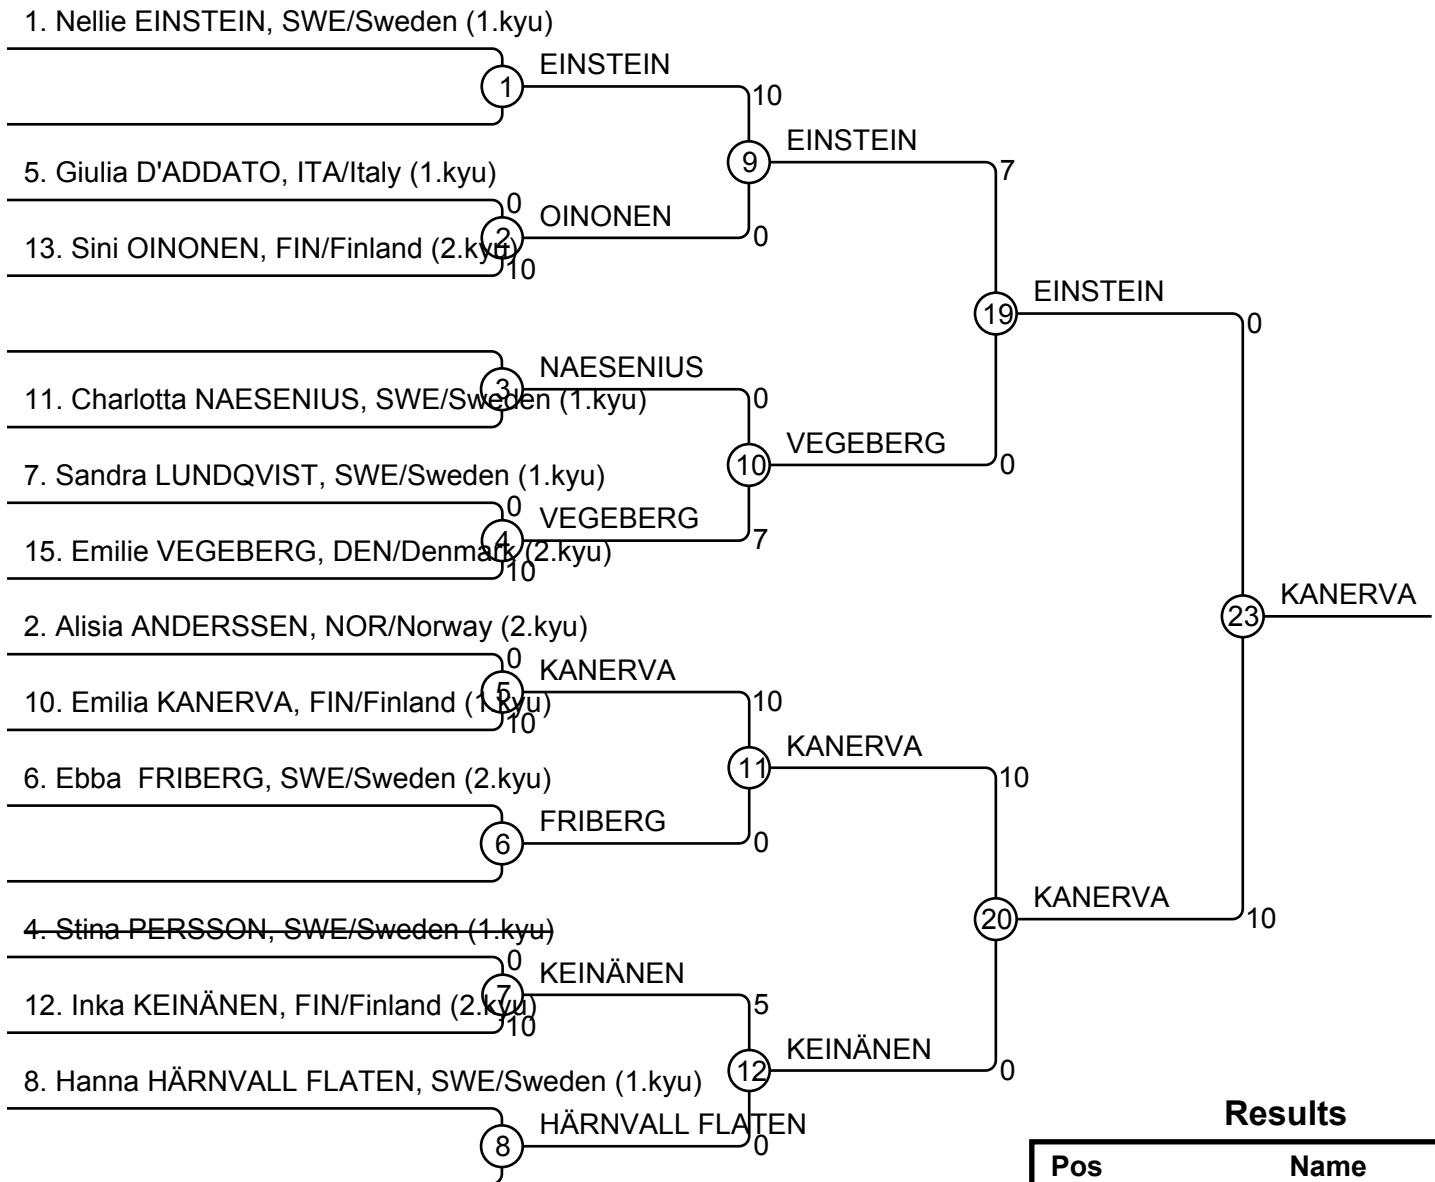 1. Nellie EINSTEIN, SWE/Sweden (1.kyu)
1
EINSTEIN
10
5. Giulia D'ADDATO, ITA/Italy (1.kyu)
9
EINSTEIN
7
0
13. Sini OINONEN, FIN/Finland (2.kyu)
2
OINONEN
0
10
19
EINSTEIN
0
3
NAESENIUS
0
11. Charlotta NAESENIUS, SWE/Sweden (1.kyu)
10
VEGEBERG
0
7. Sandra LUNDQVIST, SWE/Sweden (1.kyu)
0
4
VEGEBERG
7
15. Emilie VEGEBERG, DEN/Denmark (2.kyu)
10
23
KANERVA
2. Alisia ANDERSSEN, NOR/Norway (2.kyu)
0
5
KANERVA
10
10. Emilia KANERVA, FIN/Finland (1.kyu)
10
11
KANERVA
10
6. Ebba  FRIBERG, SWE/Sweden (2.kyu)
6
FRIBERG
0
20
KANERVA
10
4. Stina PERSSON, SWE/Sweden (1.kyu)
0
7
KEINÄNEN
5
12. Inka KEINÄNEN, FIN/Finland (2.kyu)
10
12
KEINÄNEN
0
8. Hanna HÄRNVALL FLATEN, SWE/Sweden (1.kyu)
8
HÄRNVALL FLATEN
0
Results
Pos Name